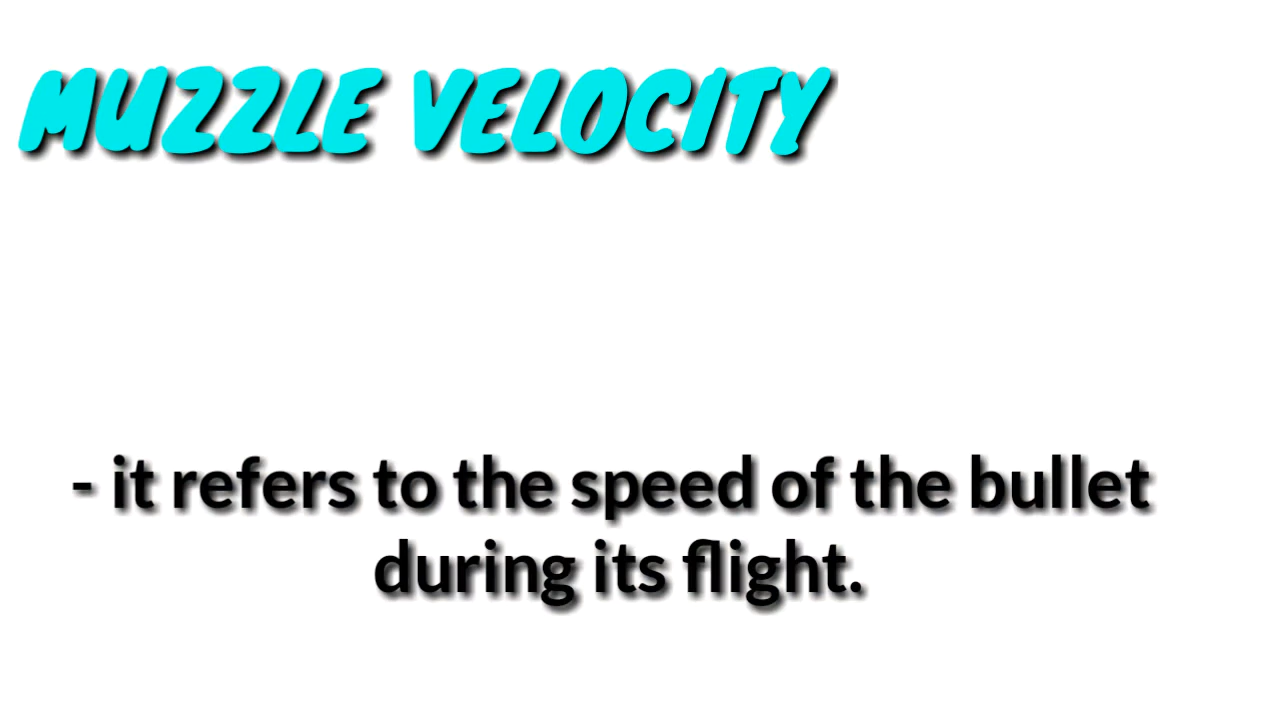 MUZZLE VELOCITY
- it refers to the speed of the bullet
during its flight.